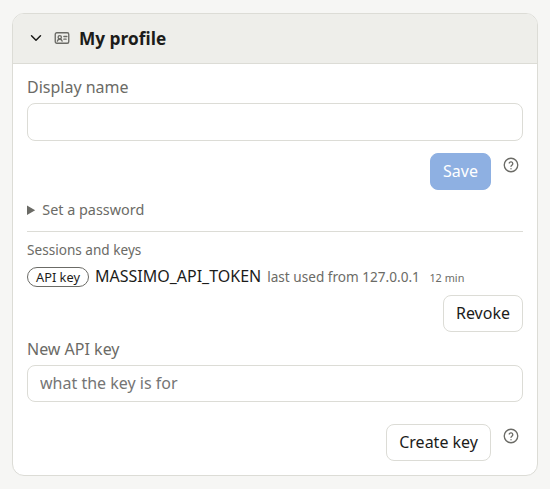 My profile
Display name
Save
Set a password
Sessions and keys
API key MASSIMO_API_TOKEN last used from 127.0.0.1 12 min
Revoke
New API key
what the key is for
Create key